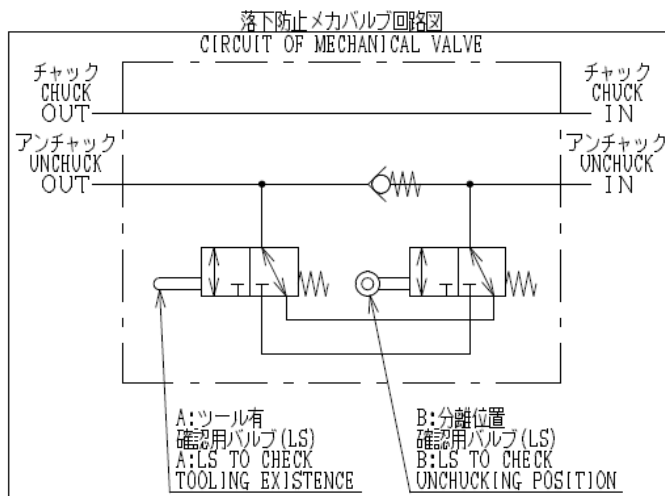 落下防止メカバルブ回路図
CIRCUIT OF MECHANICAL VALVE
チャック
CHUCK
OUT
チャック
CHUCK
IN
アンチャック
UNCHUCK
OUT
アンチャック
UNCHUCK
IN
A:ツール有
確認用バルブ(LS)
A:LS TO CHECK
TOOLING EXISTENCE
B:分離位置
確認用バルブ(LS)
B:LS TO CHECK
UNCHUCKING POSITION